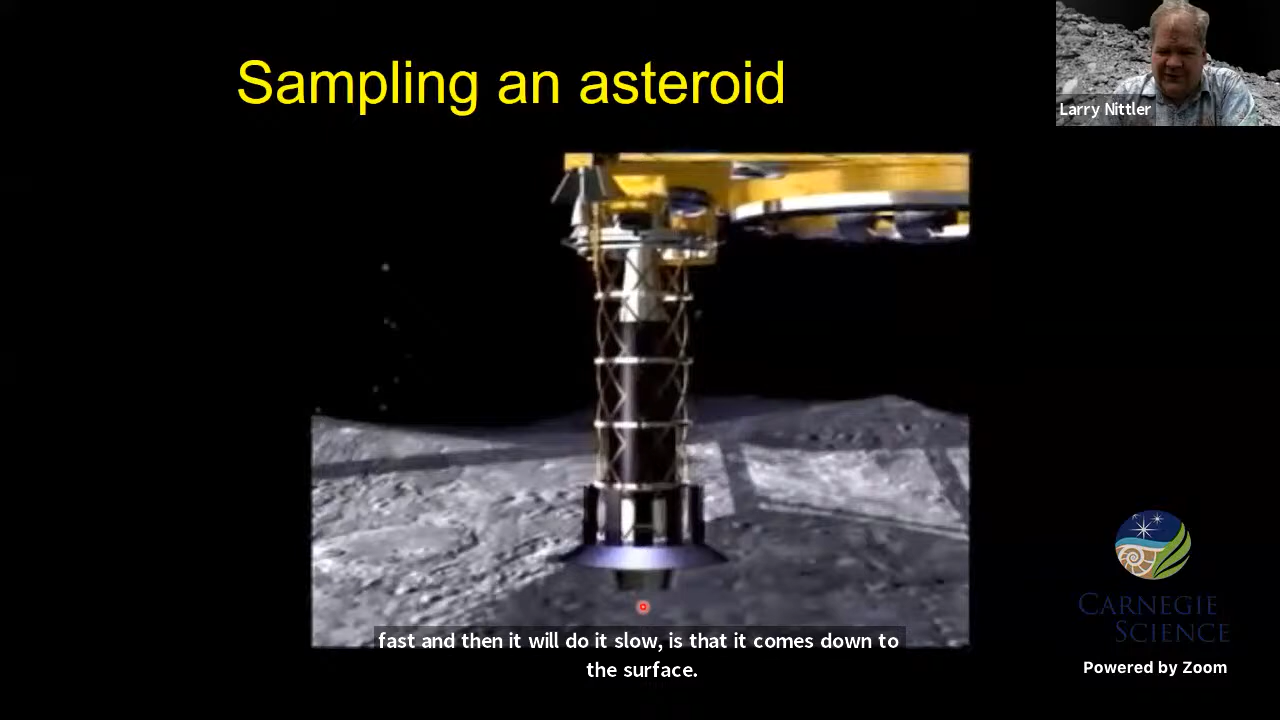 Sampling an asteroid
Larry Nittler
fast and then it will do it slow, is that it comes down to
the surface.
CARNEGIE
SCIENCE
Powered by Zoom